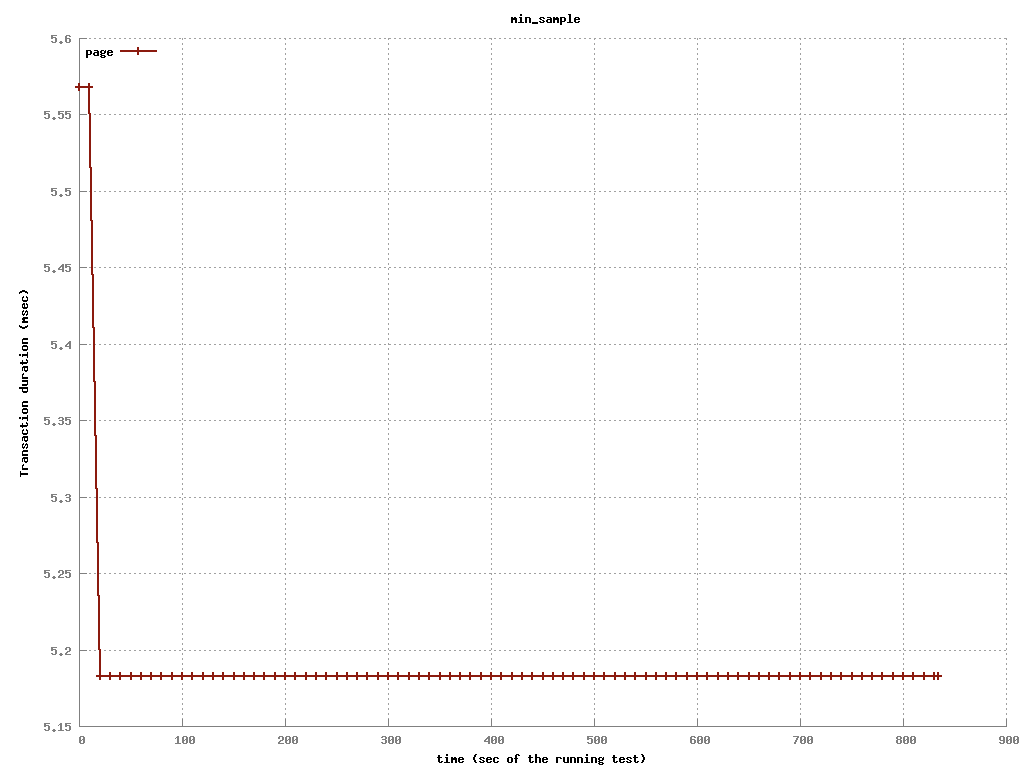 min_sample
page
5.6
5.55
5.5
5.45
5.4
5.35
5.3
5.25
5.2
5.15
Transaction duration (msec)
0 100 200 300 400 500 600 700 800 900
time (sec of the running test)